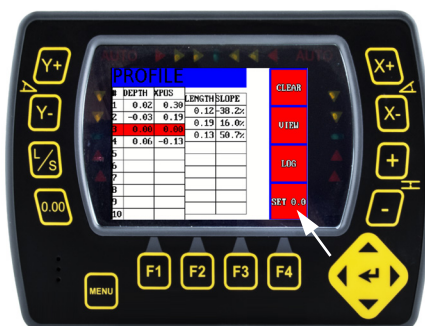 Y+
Y-
L/S
0.00
X+
X-
+
-
PROFILE
# DEPTH XPOS
LENGTH SLOPE
1 0.02 0.30
0.12 -38.2%
2 -0.03 0.19
0.19 16.0%
3 0.00 0.00
0.13 50.7%
4 0.06 -0.13
5
6
7
8
9
10
CLEAR
VIEW
LOG
SET 0.0
MENU
F1
F2
F3
F4